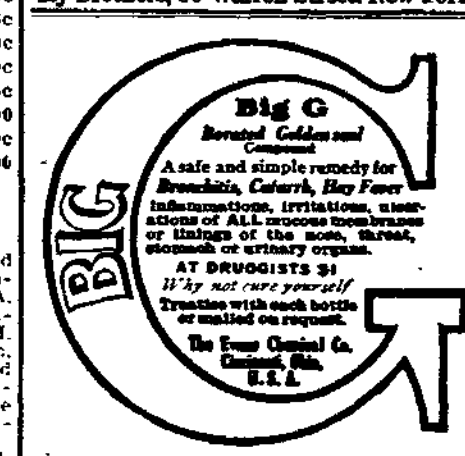 BIG
Big G
Borated Goldenseal
Compound
A safe and simple remedy for
Bronchitis, Catarrh, Hay Fever
Inflammations, irritations, ulcer-
ations of ALL mucous membranes
or linings of the nose, throat,
stomach or urinary organs.
AT DRUGGISTS $1
Why not cure yourself
Treatise with each bottle
or mailed on request.
The Evans Chemical Co.
Cincinnati, Ohio,
U. S. A.